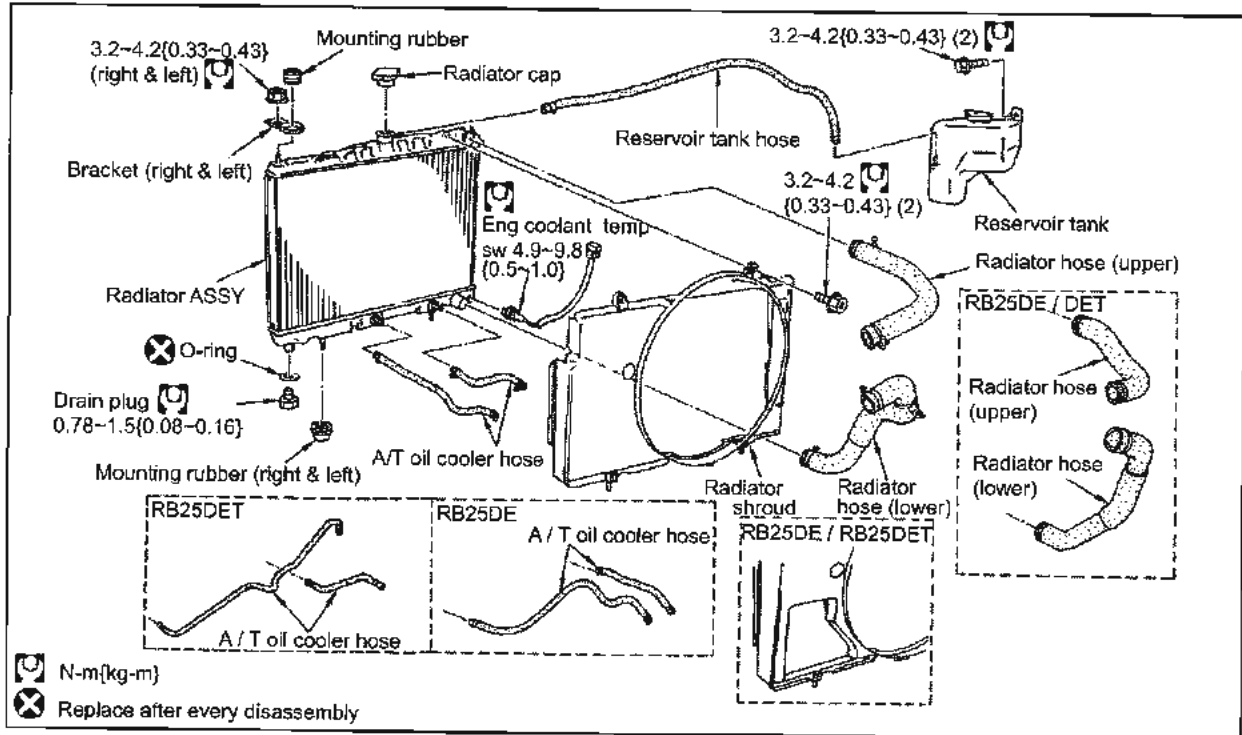 3.2~4.2{0.33~0.43}
(right & left)
Mounting rubber
Radiator cap
3.2~4.2{0.33~0.43} (2)
Reservoir tank hose
Bracket (right & left)
3.2~4.2
{0.33~0.43} (2)
Reservoir tank
Eng coolant temp
sw 4.9~9.8
{0.5~1.0}
Radiator hose (upper)
Radiator ASSY
RB25DE / DET
O-ring
Radiator hose
(upper)
Drain plug
0.78~1.5{0.08~0.16}
A/T oil cooler hose
Mounting rubber (right & left)
Radiator
shroud
Radiator
hose (lower)
Radiator hose
(lower)
RB25DET
A / T oil cooler hose
RB25DE
A / T oil cooler hose
RB25DE / RB25DET
N-m{kg-m}
Replace after every disassembly